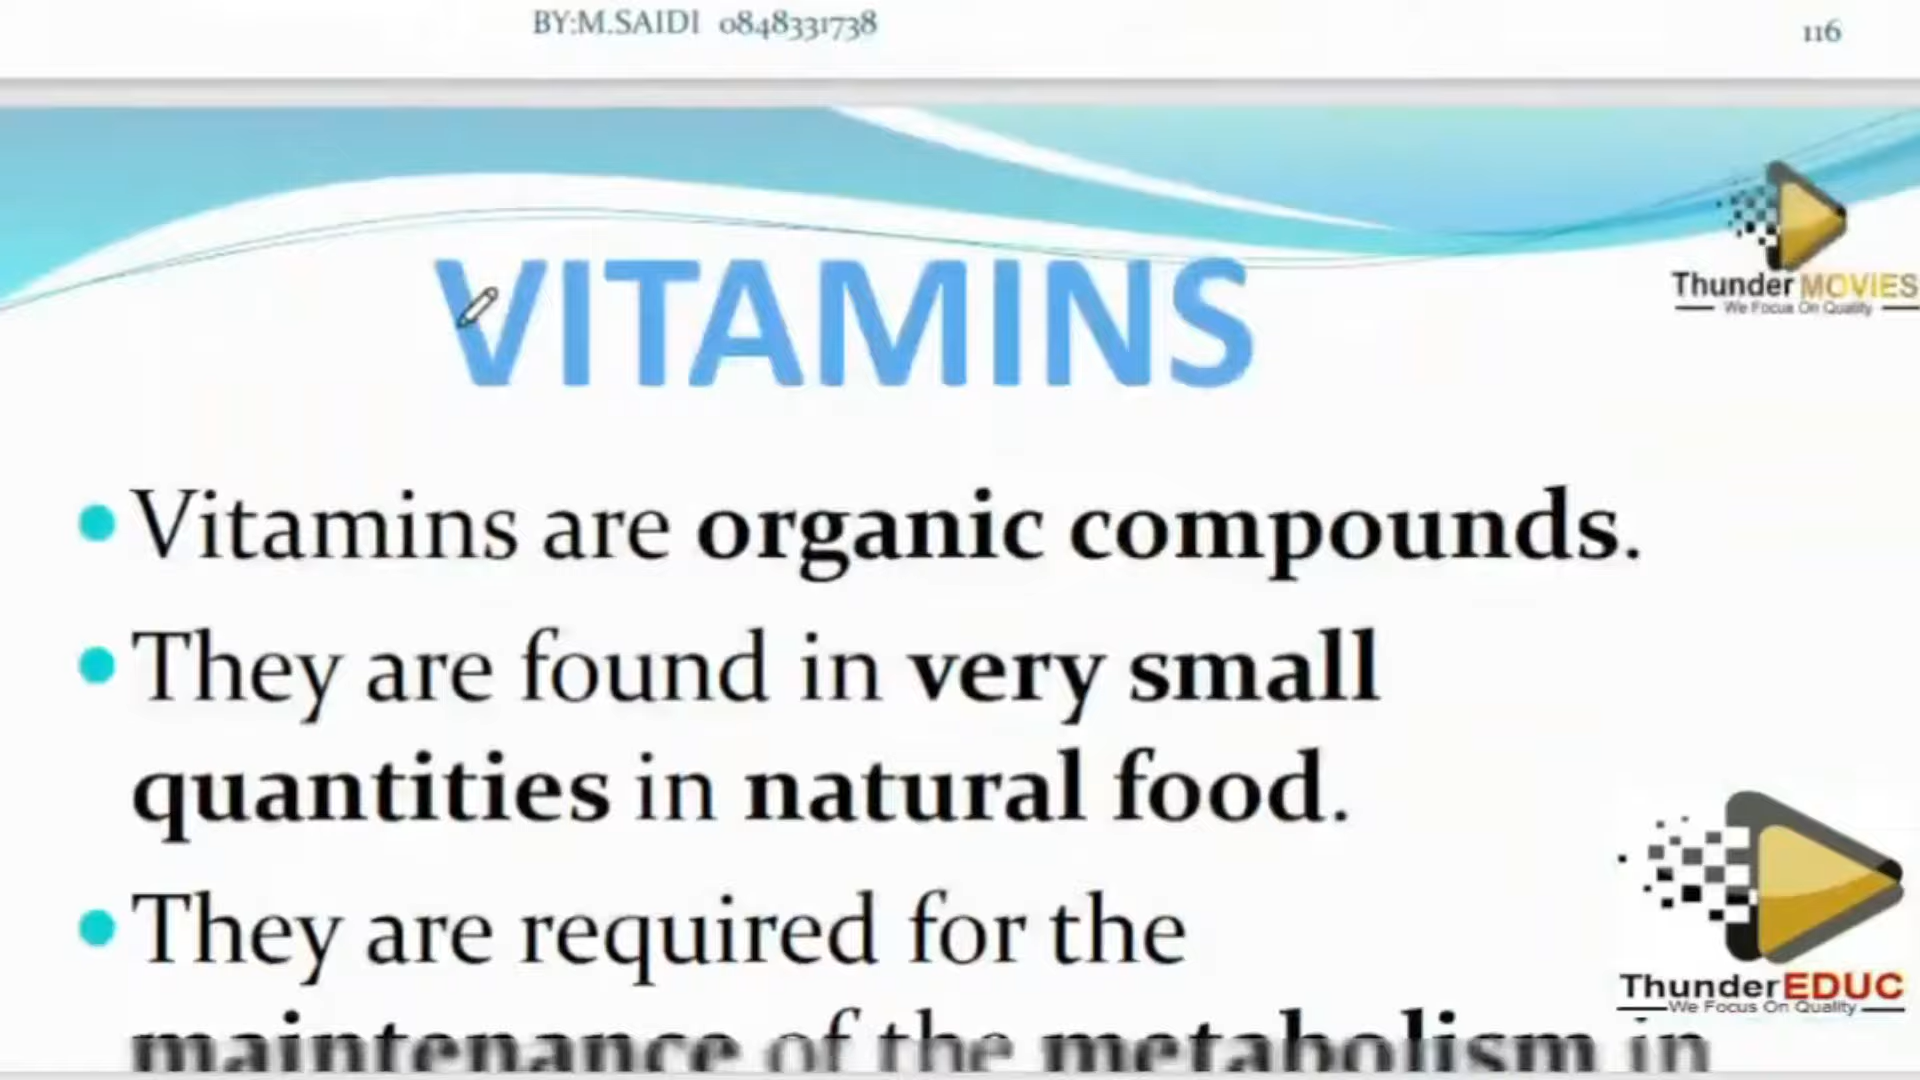 BY:M.SAIDI 0848331738
116
Thunder MOVIES
We Focus On Quality
VITAMINS
Vitamins are organic compounds.
They are found in very small
quantities in natural food.
They are required for the
maintenance of the metabolism in
ThunderEDUC
We Focus On Quality